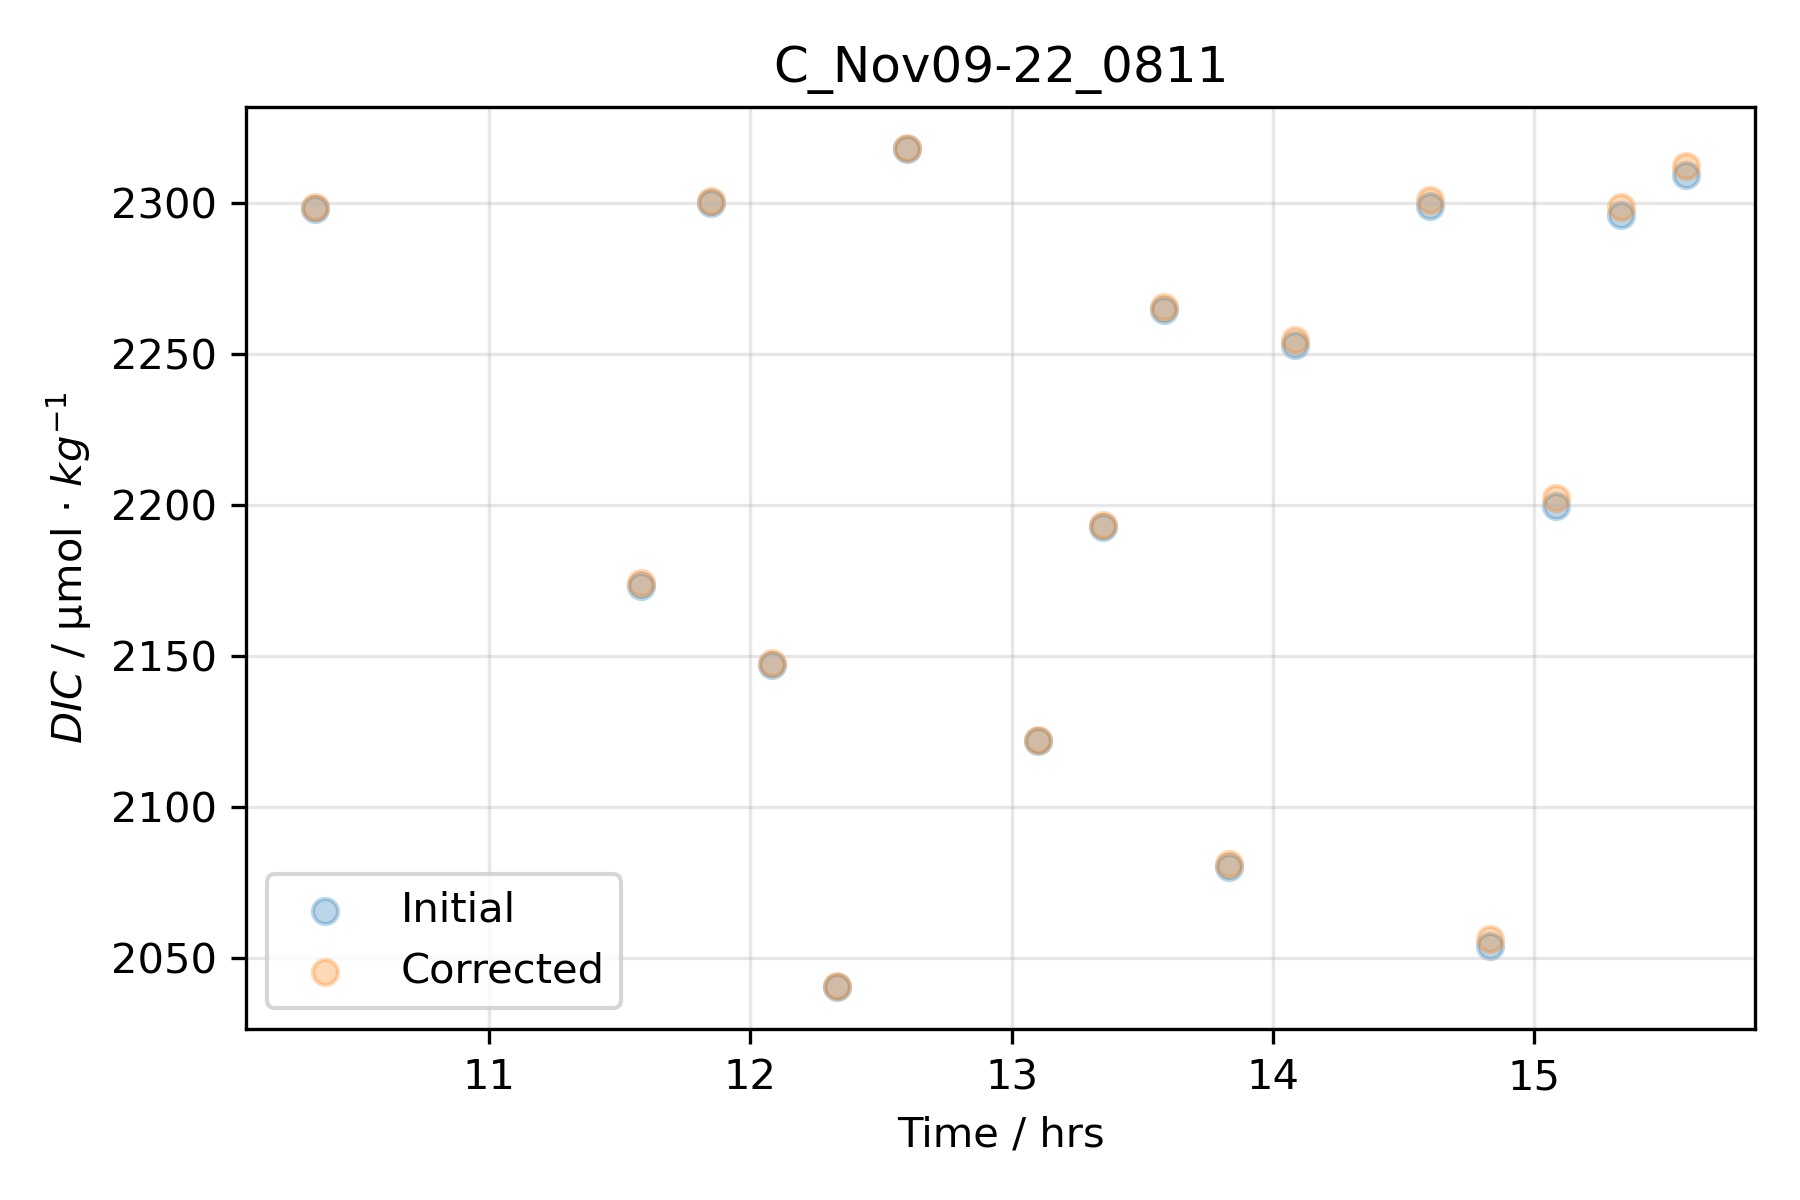 C_Nov09-22_0811
DIC / μmol · kg⁻¹
2300
2250
2200
2150
2100
2050
Initial
Corrected
11 12 13 14 15
Time / hrs